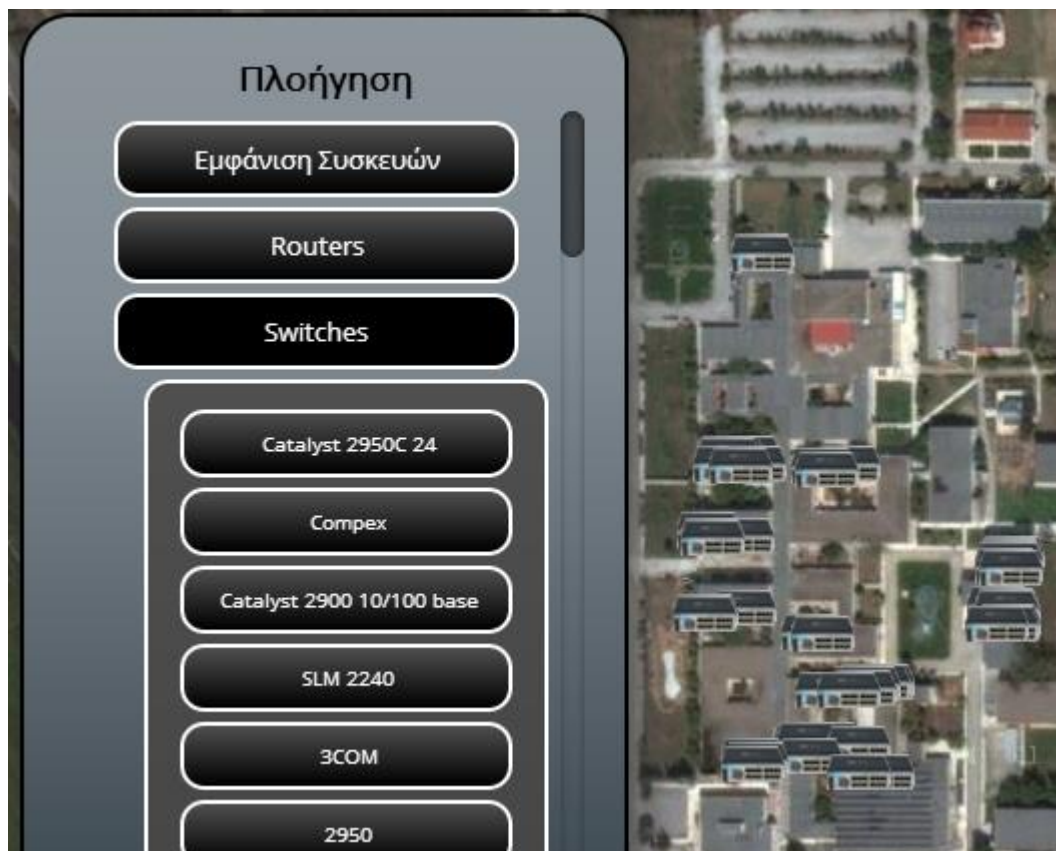 Πλοήγηση
Εμφάνιση Συσκευών
Routers
Switches
Catalyst 2950C 24
Compex
Catalyst 2900 10/100 base
SLM 2240
3COM
2950